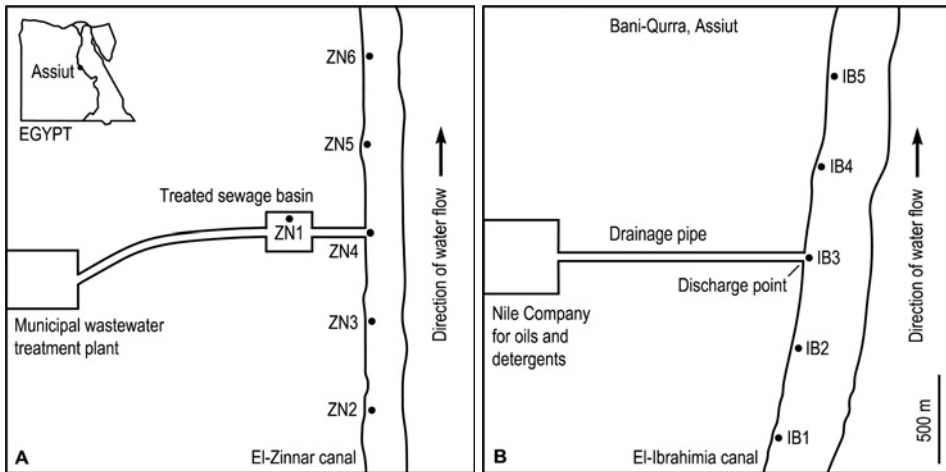 Assiut
EGYPT
ZN6
ZN5
Treated sewage basin
ZN1
ZN4
Municipal wastewater
treatment plant
ZN3
ZN2
A
El-Zinnar canal
Direction of water flow
Bani-Qurra, Assiut
IB5
IB4
Drainage pipe
IB3
Discharge point
Nile Company
for oils and
detergents
IB2
IB1
B
El-Ibrahimia canal
Direction of water flow
500 m